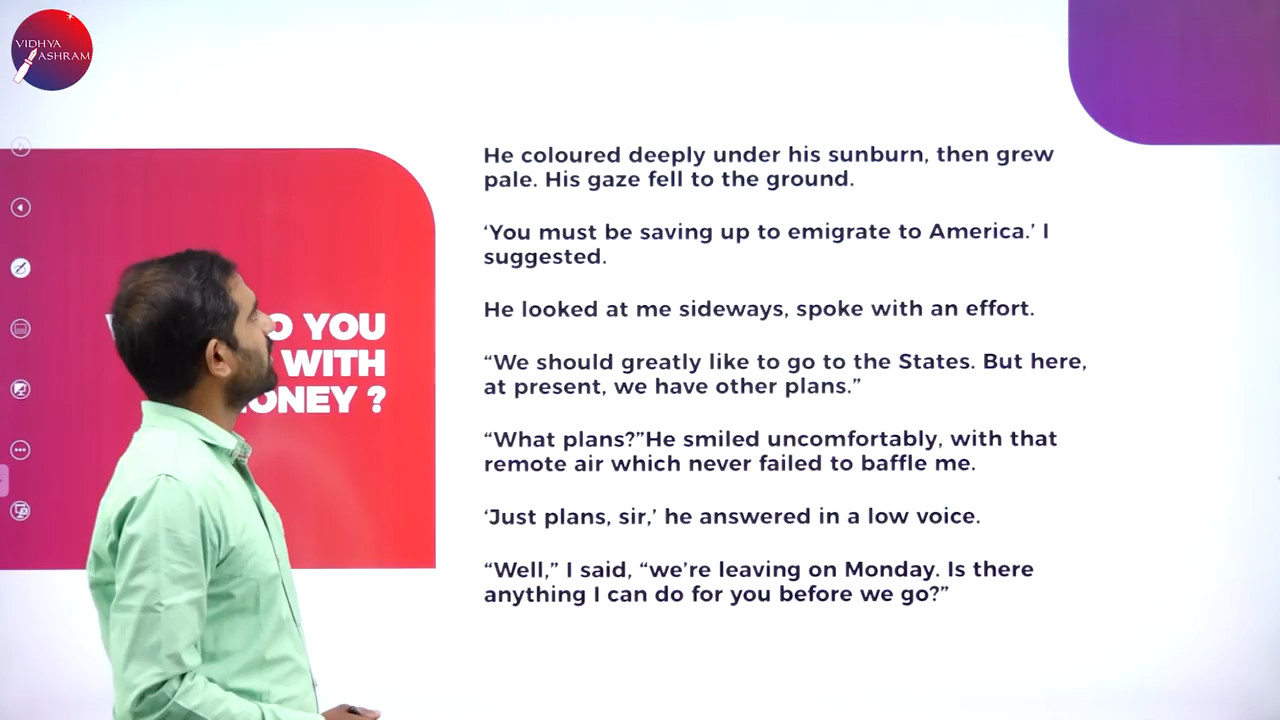 VIDHYA
ASHRAM
O YOU
WITH
ONEY ?
He coloured deeply under his sunburn, then grew
pale. His gaze fell to the ground.
‘You must be saving up to emigrate to America.’ I
suggested.
He looked at me sideways, spoke with an effort.
“We should greatly like to go to the States. But here,
at present, we have other plans.”
“What plans?”He smiled uncomfortably, with that
remote air which never failed to baffle me.
‘Just plans, sir,’ he answered in a low voice.
“Well,” I said, “we’re leaving on Monday. Is there
anything I can do for you before we go?”